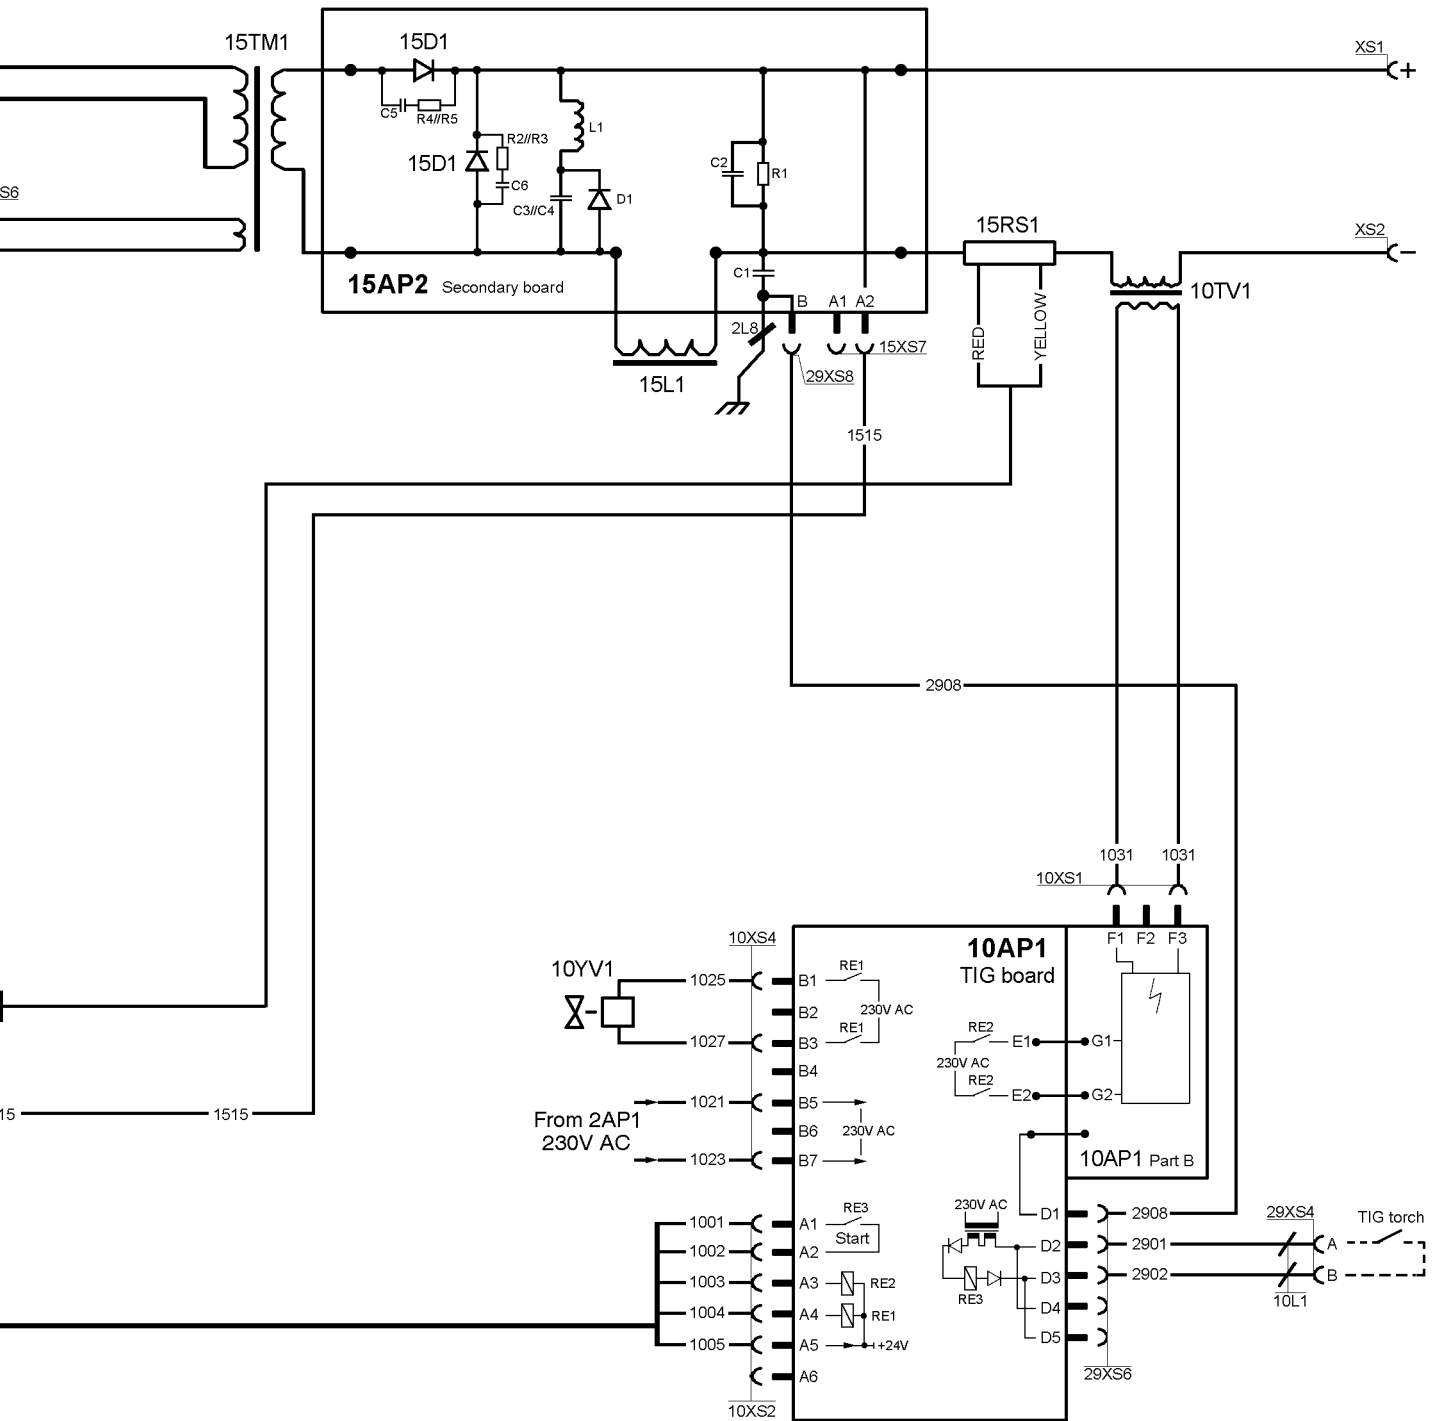 15TM1
15D1
XS1
+
C5
R4//R5
L1
R2//R3
15D1
C6
C2
R1
D1
C3//C4
S6
15RS1
XS2
−
C1
15AP2 Secondary board
B A1 A2
10TV1
2L8
RED
YELLOW
15XS7
29XS8
15L1
1515
2908
1031 1031
10XS1
F1 F2 F3
10XS4
10AP1
TIG board
10YV1
1025
B1
RE1
B2
230V AC
1027
B3
RE1
RE2
E1
G1
B4
230V AC
RE2
E2
G2
1021
B5
From 2AP1
230V AC
B6
230V AC
1023
B7
10AP1 Part B
15
1515
1001
A1
RE3
Start
1002
A2
1003
A3
RE2
1004
A4
RE1
1005
A5
+24V
A6
10XS2
230V AC
RE3
D1
2908
29XS4
TIG torch
D2
2901
A
D3
2902
B
D4
10L1
D5
29XS6